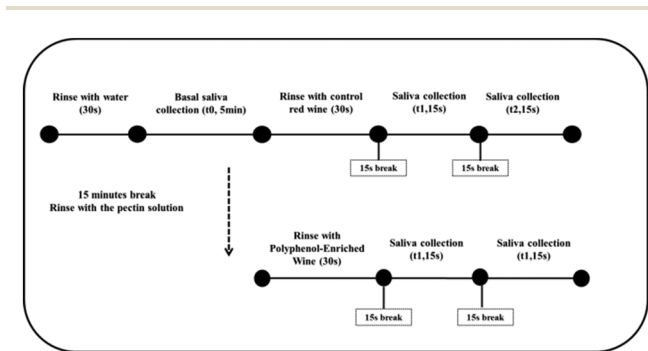 Rinse with water
(30s)
Basal saliva
collection (t0, 5min)
Rinse with control
red wine (30s)
Saliva collection
(t1,15s)
Saliva collection
(t2,15s)
15s break
15s break
15 minutes break
Rinse with the pectin solution
Rinse with
Polyphenol-Enriched
Wine (30s)
Saliva collection
(t1,15s)
Saliva collection
(t1,15s)
15s break
15s break